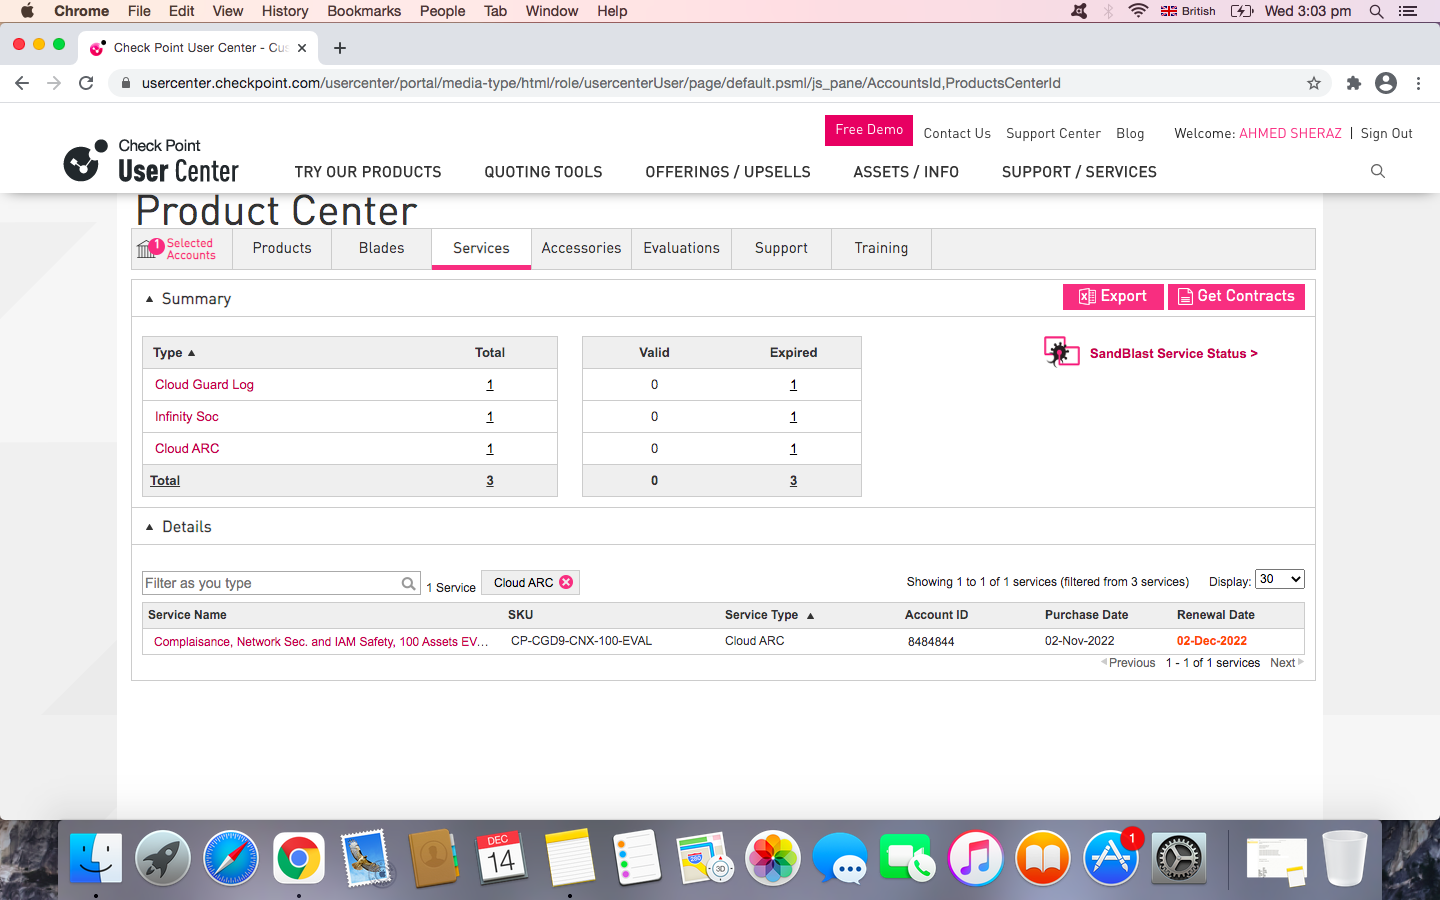 Chrome File Edit View History Bookmarks People Tab Window Help British Wed 3:03 pm
Check Point User Center - Cus
usercenter.checkpoint.com/usercenter/portal/media-type/html/role/usercenterUser/page/default.psml/js_pane/AccountsId,ProductsCenterId
Free Demo Contact Us Support Center Blog Welcome: AHMED SHERAZ | Sign Out
Check Point
User Center
TRY OUR PRODUCTS QUOTING TOOLS OFFERINGS / UPSELLS ASSETS / INFO SUPPORT / SERVICES
Product Center
1 Selected Accounts Products Blades Services Accessories Evaluations Support Training
Summary Export Get Contracts
Type Total Valid Expired SandBlast Service Status >
Cloud Guard Log 1 0 1
Infinity Soc 1 0 1
Cloud ARC 1 0 1
Total 3 0 3
Details
Filter as you type 1 Service Cloud ARC Showing 1 to 1 of 1 services (filtered from 3 services) Display: 30
Service Name SKU Service Type Account ID Purchase Date Renewal Date
Complaisance, Network Sec. and IAM Safety, 100 Assets EV... CP-CGD9-CNX-100-EVAL Cloud ARC 8484844 02-Nov-2022 02-Dec-2022
Previous 1 - 1 of 1 services Next
DEC
14
280
3D
1